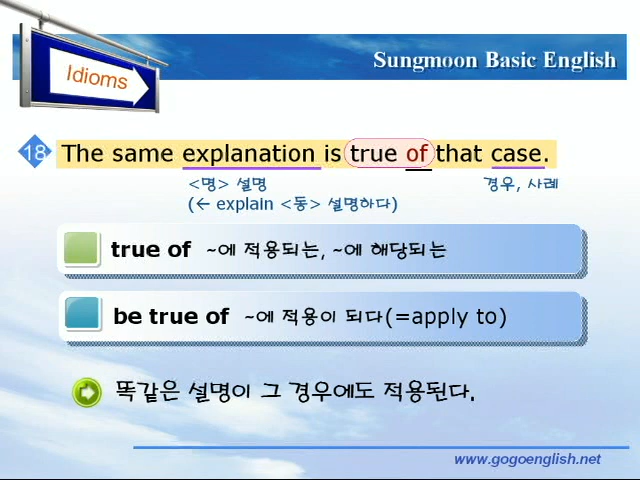 Idioms
Sungmoon Basic English
18 The same explanation is true of that case.
<명> 설명 경우, 사례
(← explain <동> 설명하다)
true of ~에 적용되는, ~에 해당되는
be true of ~에 적용이 되다(=apply to)
똑같은 설명이 그 경우에도 적용된다.
www.gogoenglish.net